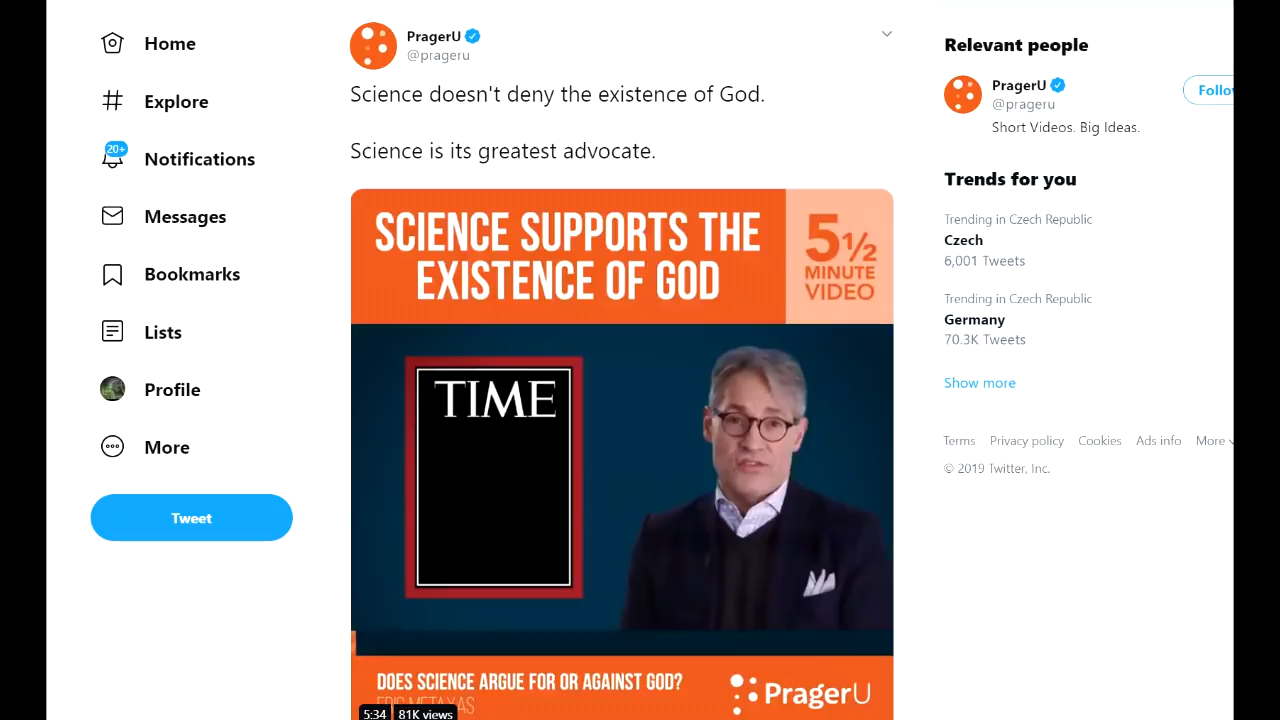 Home
Explore
20+
Notifications
Messages
Bookmarks
Lists
Profile
More
Tweet
PragerU
@prageru
Science doesn't deny the existence of God.
Science is its greatest advocate.
SCIENCE SUPPORTS THE
EXISTENCE OF GOD
5½
MINUTE
VIDEO
TIME
DOES SCIENCE ARGUE FOR OR AGAINST GOD?
ERIC METAXAS
PragerU
5:34
81K views
Relevant people
PragerU
@prageru
Follow
Short Videos. Big Ideas.
Trends for you
Trending in Czech Republic
Czech
6,001 Tweets
Trending in Czech Republic
Germany
70.3K Tweets
Show more
Terms Privacy policy Cookies Ads info More
© 2019 Twitter, Inc.